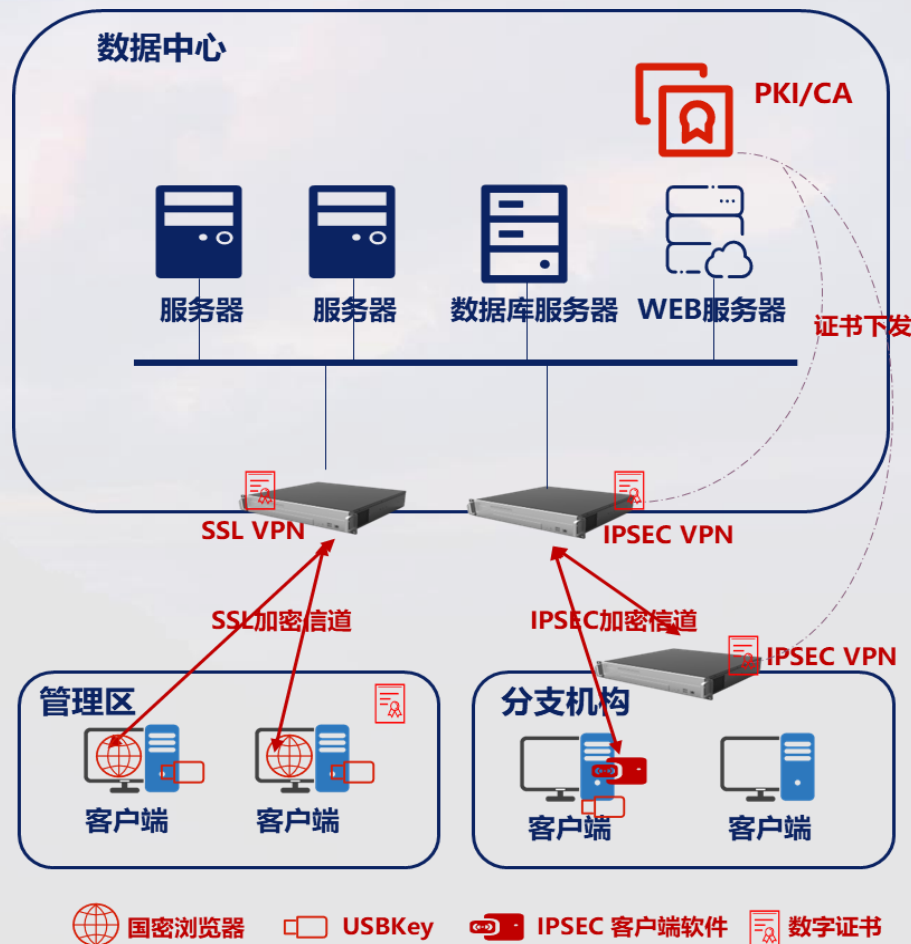 数据中心
PKI/CA
服务器
服务器
数据库服务器
WEB服务器
证书下发
SSL VPN
IPSEC VPN
SSL加密信道
IPSEC加密信道
IPSEC VPN
管理区
分支机构
客户端
客户端
客户端
客户端
国密浏览器
USBKey
IPSEC 客户端软件
数字证书